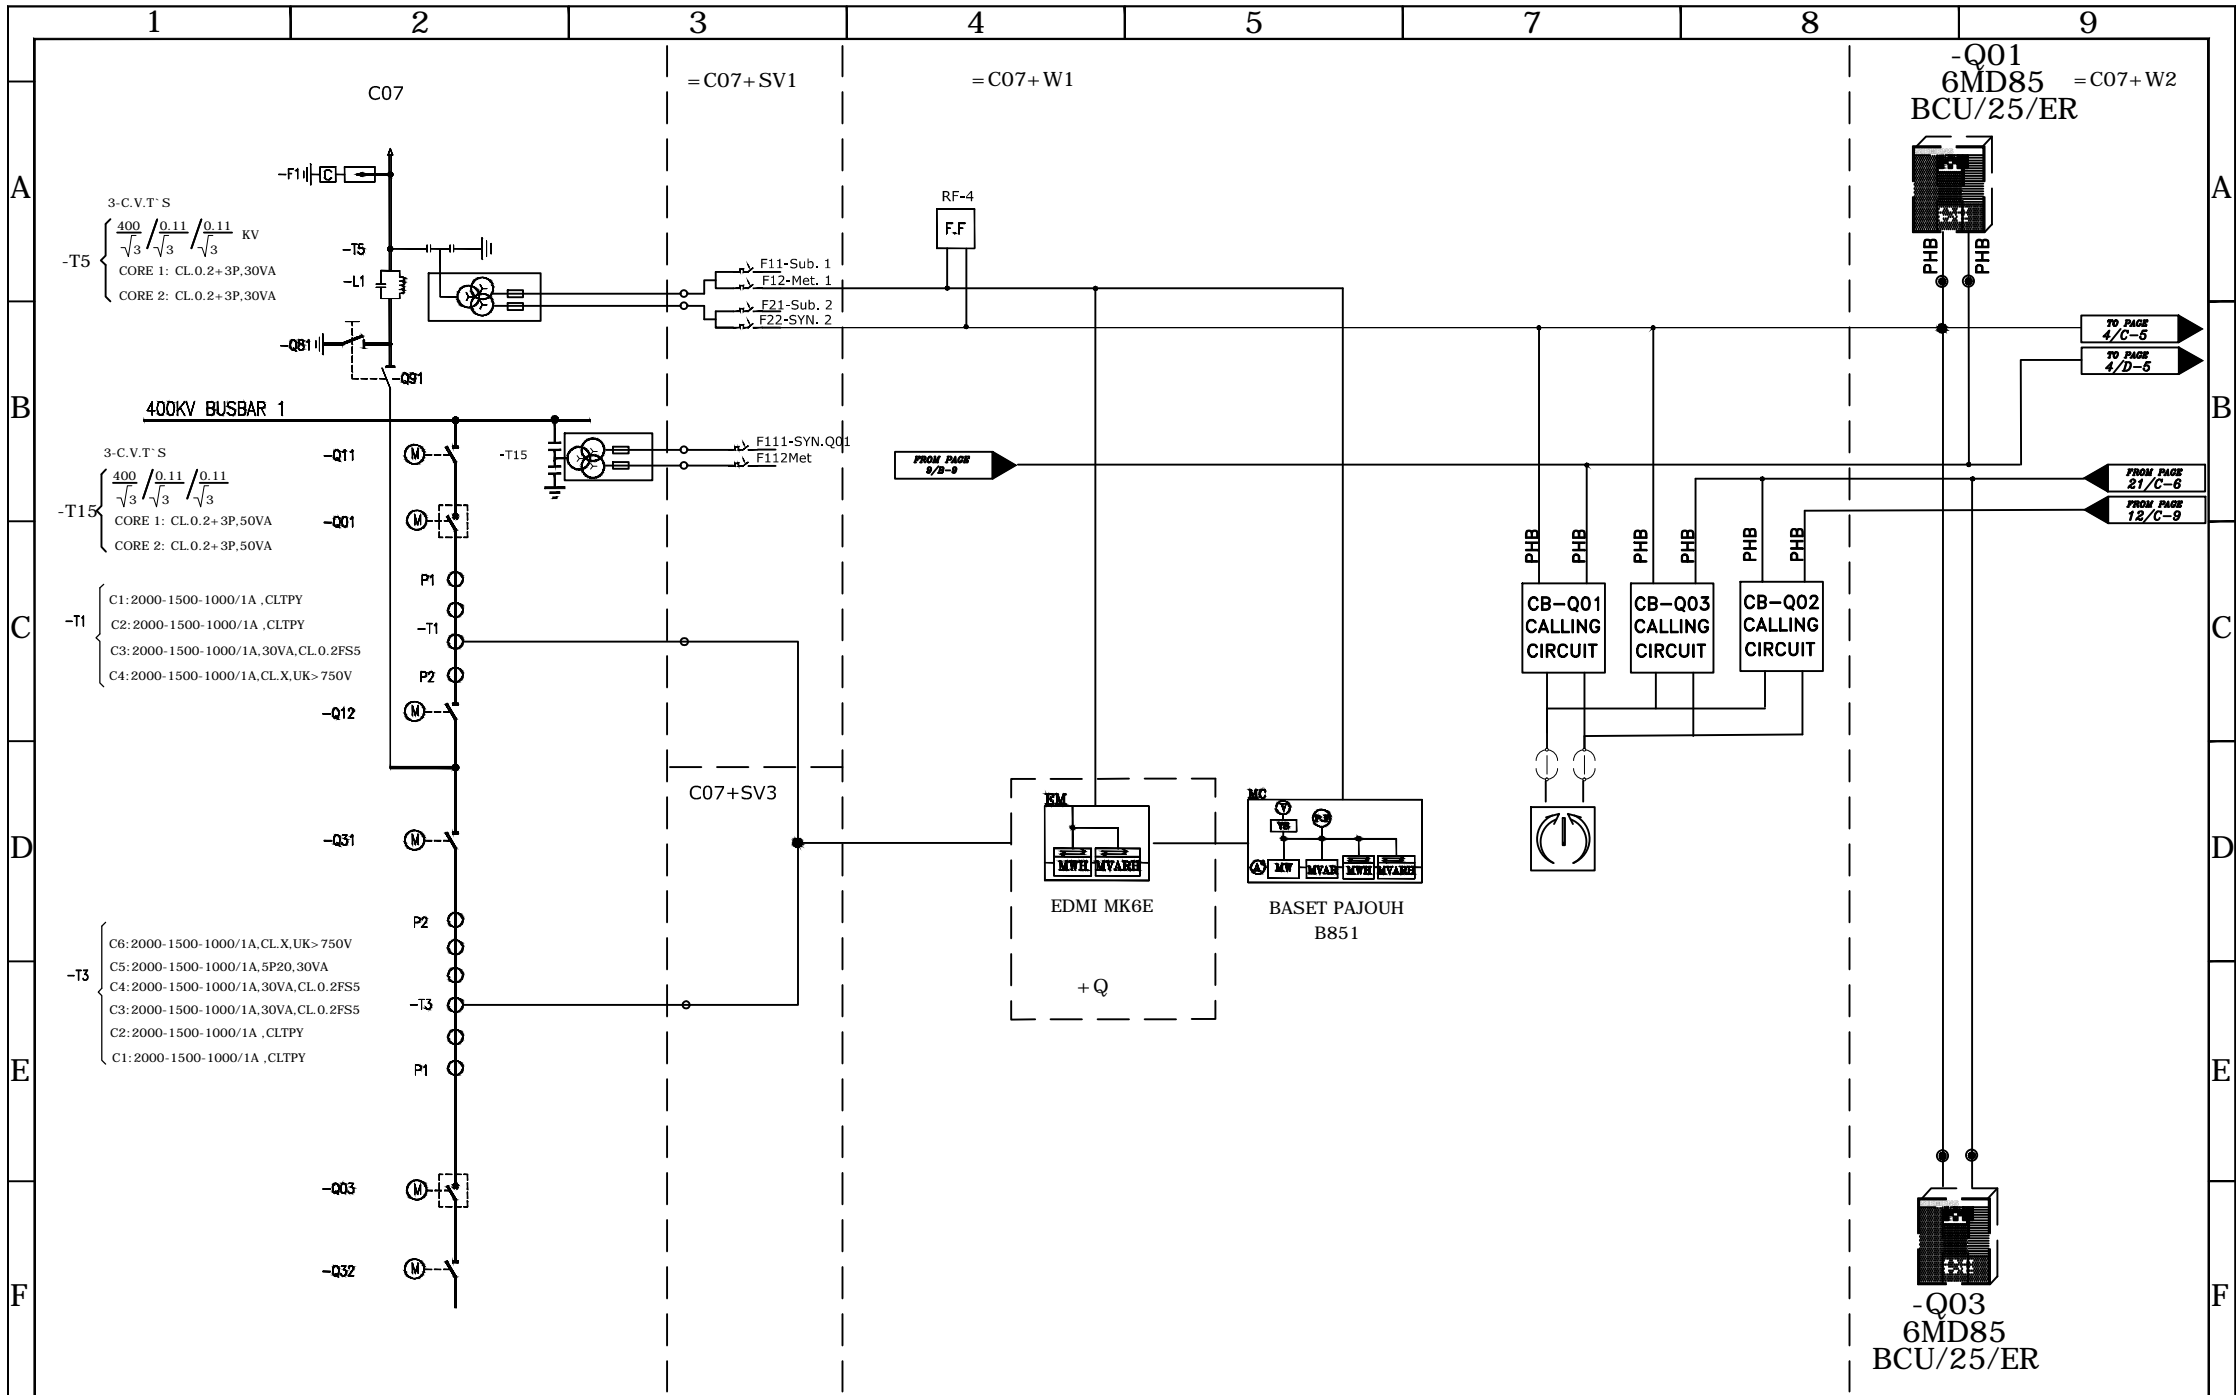 1 2 3 4 5 7 8 9
A
B
C
D
E
F
C07
=C07+SV1
=C07+W1
-Q01
6MD85
BCU/25/ER
=C07+W2
-F1
C
3-C.V.T`S
400/√3 / 0.11/√3 / 0.11/√3 KV
-T5
CORE 1: CL.0.2+3P,30VA
CORE 2: CL.0.2+3P,30VA
-T5
-L1
F11-Sub. 1
F12-Met. 1
F21-Sub. 2
F22-SYN. 2
RF-4
F.F
PHB
PHB
TO PAGE
4/C-5
TO PAGE
4/D-5
-Q81
-Q91
400KV BUSBAR 1
3-C.V.T`S
400/√3 / 0.11/√3 / 0.11/√3
-T15
CORE 1: CL.0.2+3P,50VA
CORE 2: CL.0.2+3P,50VA
-Q11
M
-T15
F111-SYN.Q01
F112Met
FROM PAGE
9/B-9
FROM PAGE
21/C-6
FROM PAGE
12/C-9
-Q01
M
PHB
PHB
PHB
PHB
PHB
PHB
-T1
C1:2000-1500-1000/1A ,CLTPY
C2:2000-1500-1000/1A ,CLTPY
C3:2000-1500-1000/1A,30VA,CL.0.2FS5
C4:2000-1500-1000/1A,CL.X,UK>750V
P1
-T1
P2
CB-Q01
CALLING
CIRCUIT
CB-Q03
CALLING
CIRCUIT
CB-Q02
CALLING
CIRCUIT
-Q12
M
C07+SV3
-Q31
M
EM
MWH
MVARH
EDMI MK6E
+Q
MC
V
VS
P.F
A
MW
MVAR
MWH
MVARH
BASET PAJOUH
B851
-T3
C6:2000-1500-1000/1A,CL.X,UK>750V
C5:2000-1500-1000/1A,5P20,30VA
C4:2000-1500-1000/1A,30VA,CL.0.2FS5
C3:2000-1500-1000/1A,30VA,CL.0.2FS5
C2:2000-1500-1000/1A ,CLTPY
C1:2000-1500-1000/1A ,CLTPY
P2
-T3
P1
-Q03
M
-Q32
M
-Q03
6MD85
BCU/25/ER
A
B
C
D
E
F